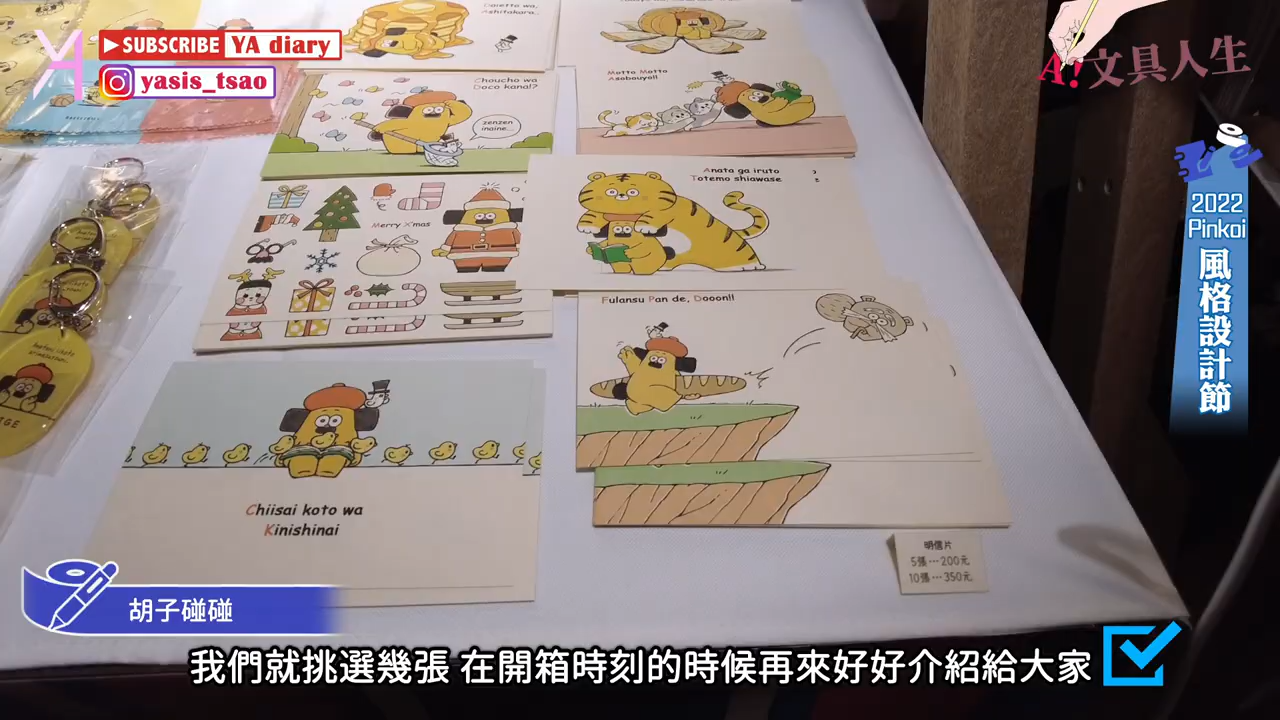 SUBSCRIBE YA diary
yasis_tsao
A!文具人生
2022
Pinkoi
風格設計節
Choucho wa
Doco kana!?
zenzen
inaine...
Motto Motto
Asobouyo!!
Merry X'mas
Anata ga iruto
Totemo shiawase
Fulansu Pan de, Dooon!!
Chiisai koto wa
Kinishinai
明信片
5張…200元
10張…350元
胡子碰碰
我們就挑選幾張 在開箱時刻的時候再來好好介紹給大家